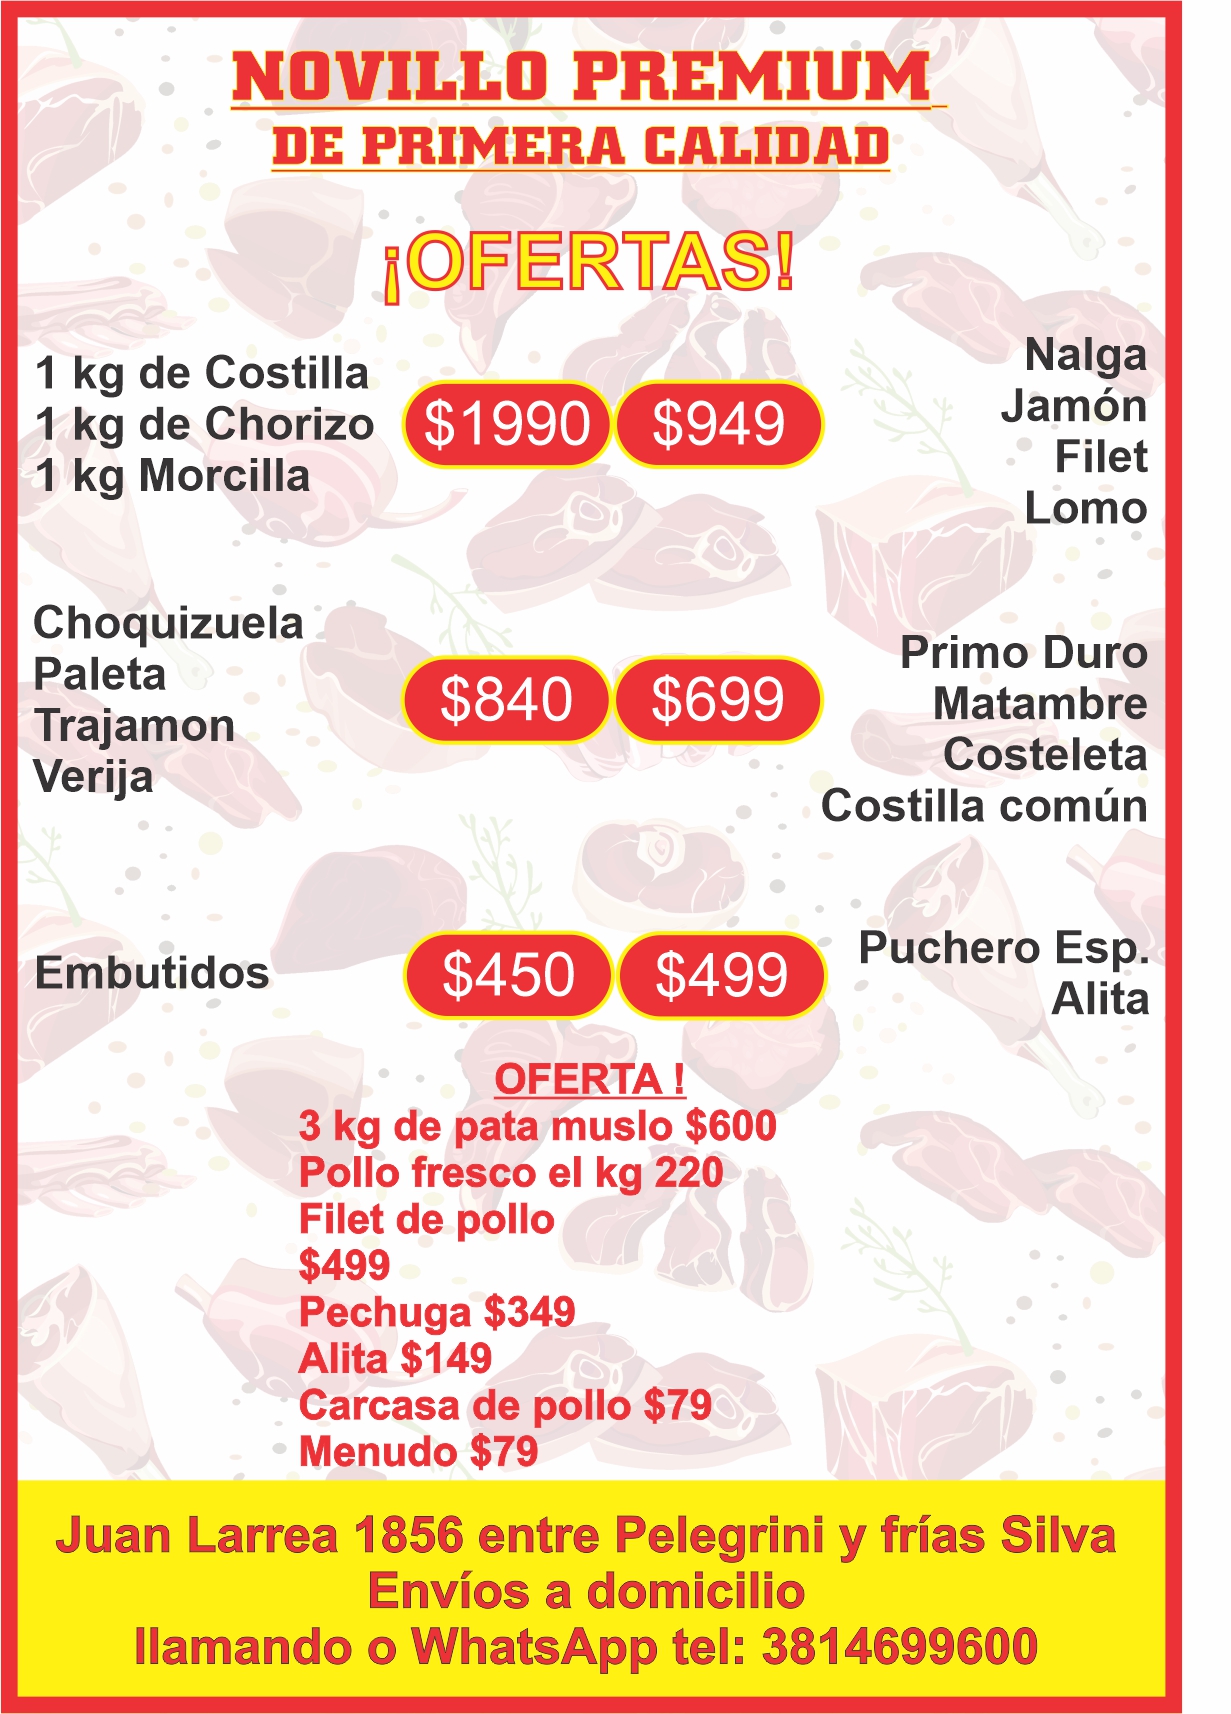 NOVILLO PREMIUM
DE PRIMERA CALIDAD
¡OFERTAS!
1 kg de Costilla
1 kg de Chorizo
1 kg Morcilla
$1990
$949
Nalga
Jamón
Filet
Lomo
Choquizuela
Paleta
Trajamon
Verija
$840
$699
Primo Duro
Matambre
Costeleta
Costilla común
Embutidos
$450
$499
Puchero Esp.
Alita
OFERTA !
3 kg de pata muslo $600
Pollo fresco el kg 220
Filet de pollo
$499
Pechuga $349
Alita $149
Carcasa de pollo $79
Menudo $79
Juan Larrea 1856 entre Pelegrini y frías Silva
Envíos a domicilio
llamando o WhatsApp tel: 3814699600